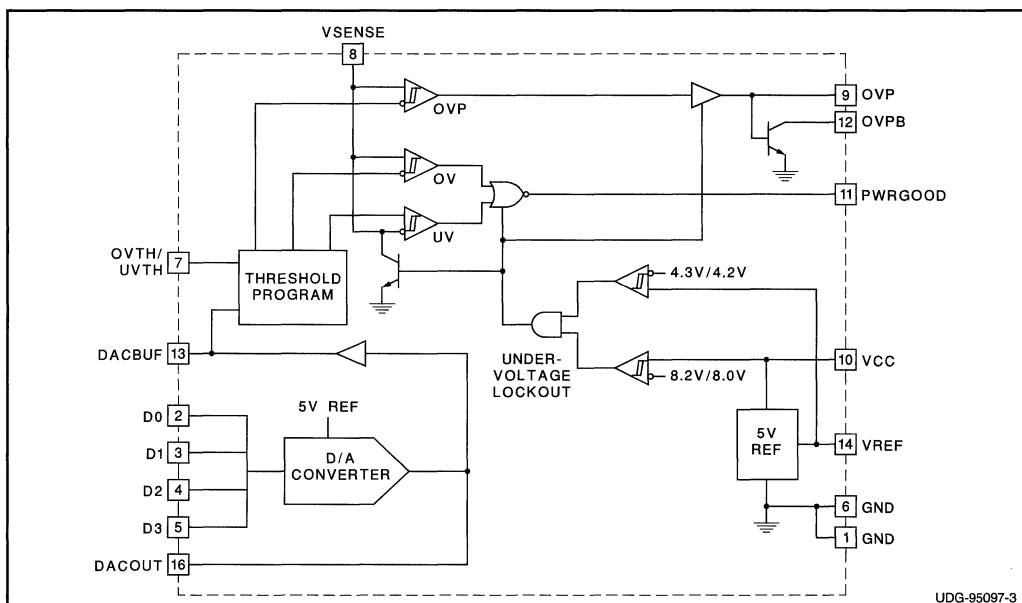 VSENSE
8
OVP
9 OVP
12 OVPB
OV
11 PWRGOOD
UV
OVTH/
UVTH
7
THRESHOLD
PROGRAM
4.3V/4.2V
DACBUF 13
UNDER-
VOLTAGE
LOCKOUT
10 VCC
8.2V/8.0V
D0 2
5V REF
D1 3
D/A
CONVERTER
5V
REF
14 VREF
D2 4
6 GND
D3 5
1 GND
DACOUT 16
UDG-95097-3